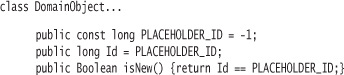 class DomainObject...
public const long PLACEHOLDER_ID = -1;
public long Id = PLACEHOLDER_ID;
public Boolean isNew() {return Id == PLACEHOLDER_ID;}